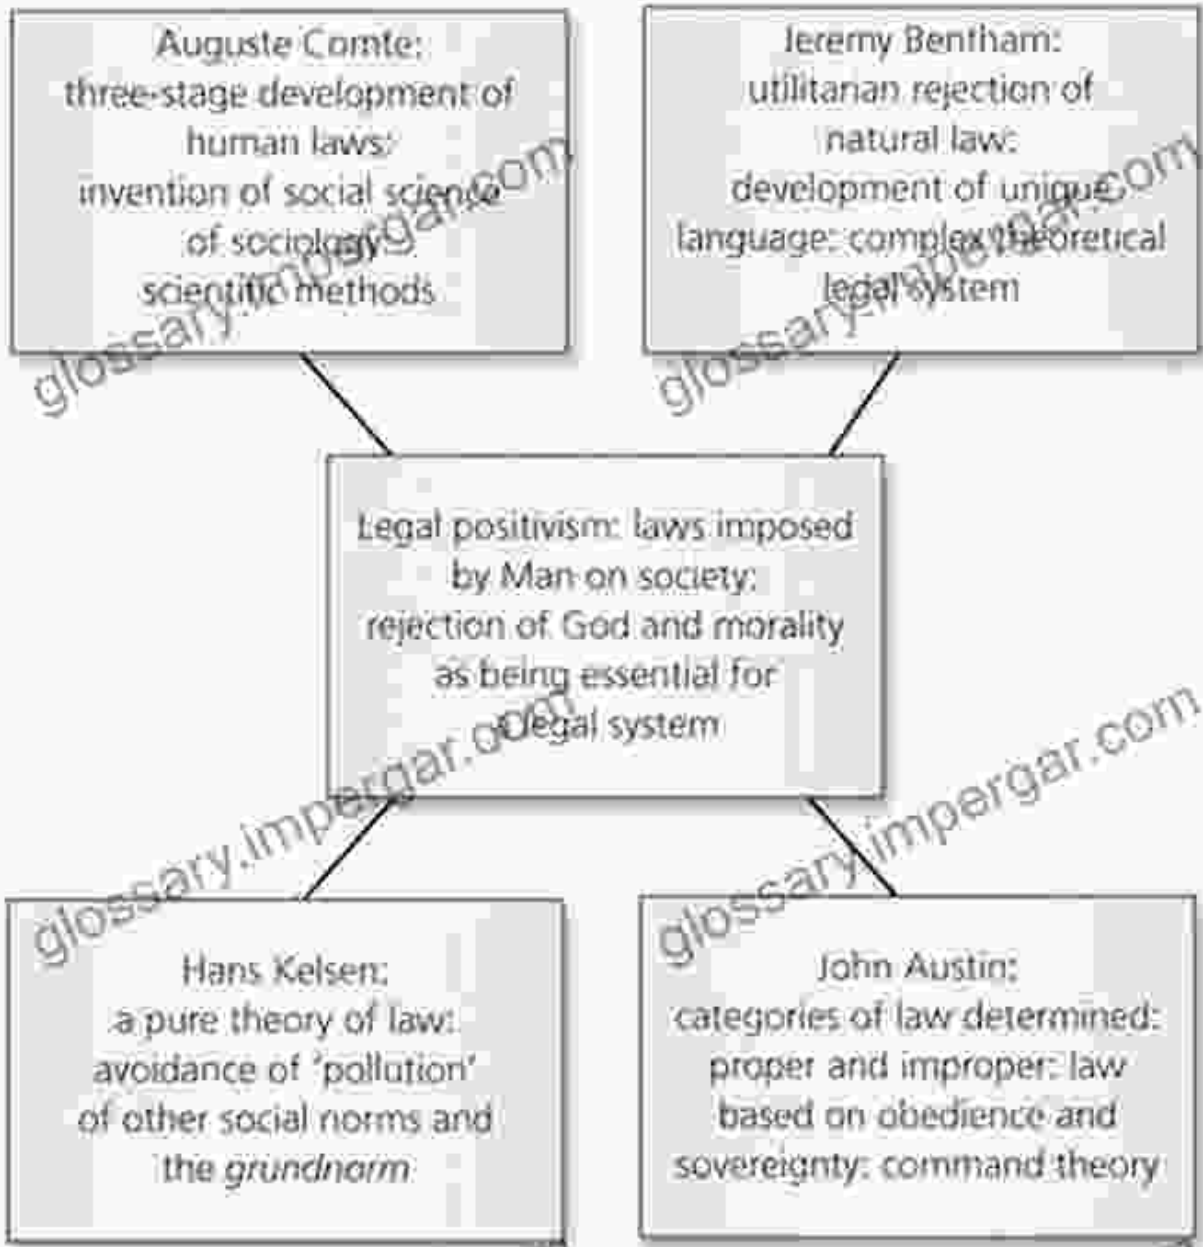 Auguste Comte:
three-stage development of
human laws:
invention of social science
of sociology:
scientific methods
Jeremy Bentham:
utilitarian rejection of
natural law:
development of unique
language: complex theoretical
legal system
Legal positivism: laws imposed
by Man on society:
rejection of God and morality
as being essential for
a legal system
Hans Kelsen:
a pure theory of law:
avoidance of 'pollution'
of other social norms and
the grundnorm
John Austin:
categories of law determined:
proper and improper: law
based on obedience and
sovereignty: command theory
glossary.impergar.com
glossary.impergar.com
glossary.impergar.com
glossary.impergar.com